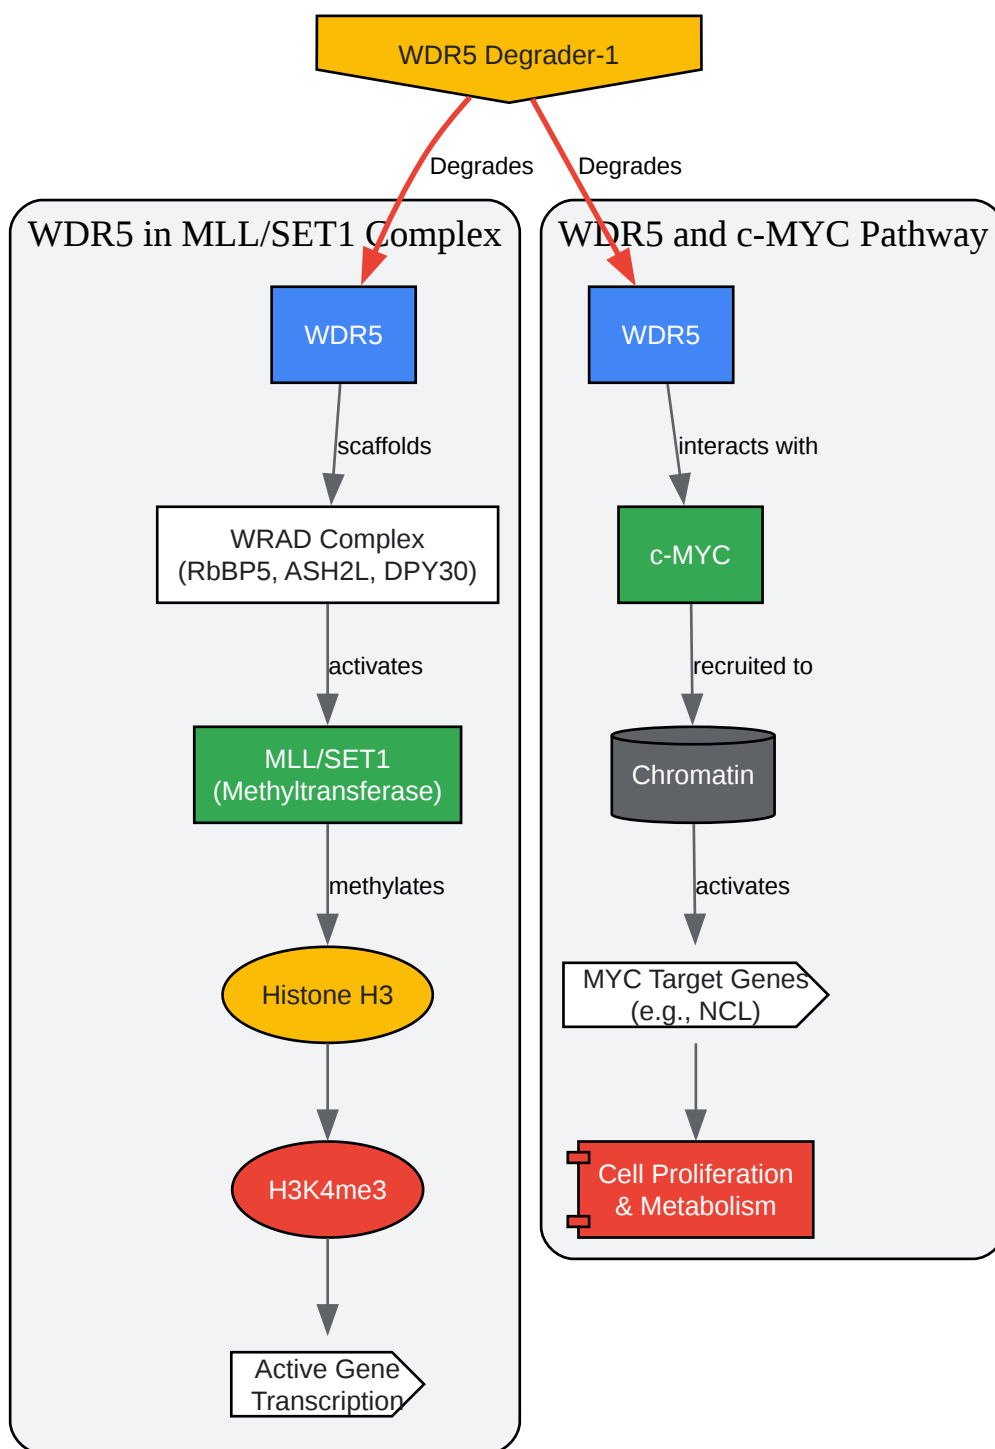 WDR5 Degrader-1
Degrades
Degrades
WDR5 in MLL/SET1 Complex
WDR5
scaffolds
WRAD Complex
(RbBP5, ASH2L, DPY30)
activates
MLL/SET1
(Methyltransferase)
methylates
Histone H3
H3K4me3
Active Gene
Transcription
WDR5 and c-MYC Pathway
WDR5
interacts with
c-MYC
recruited to
Chromatin
activates
MYC Target Genes
(e.g., NCL)
Cell Proliferation
& Metabolism